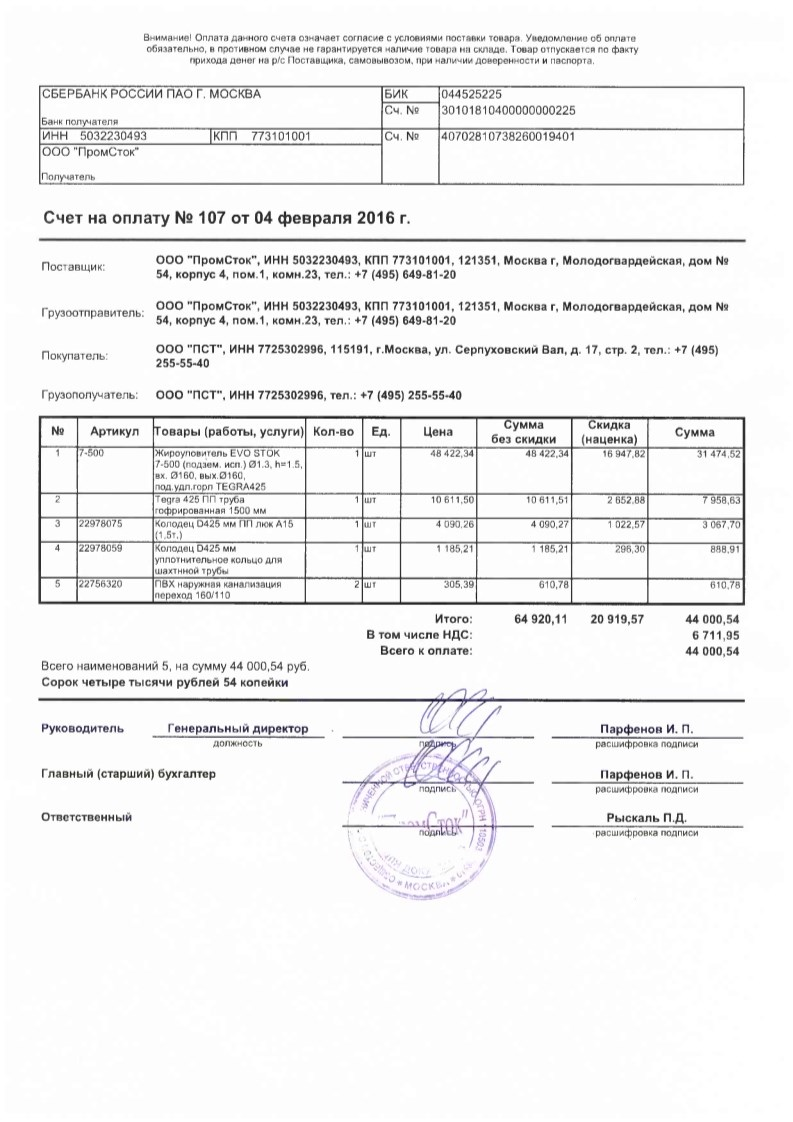 Внимание! Оплата данного счета означает согласие с условиями поставки товара. Уведомление об оплате
обязательно, в противном случае не гарантируется наличие товара на складе. Товар отпускается по факту
прихода денег на р/с Поставщика, самовывозом, при наличии доверенности и паспорта.
СБЕРБАНК РОССИИ ПАО Г. МОСКВА БИК 044525225
Сч. № 30101810400000000225
Банк получателя
ИНН 5032230493 КПП 773101001 Сч. № 40702810738260019401
ООО "ПромСток"
Получатель
Счет на оплату № 107 от 04 февраля 2016 г.
Поставщик: ООО "ПромСток", ИНН 5032230493, КПП 773101001, 121351, Москва г, Молодогвардейская, дом №
54, корпус 4, пом.1, комн.23, тел.: +7 (495) 649-81-20
Грузоотправитель: ООО "ПромСток", ИНН 5032230493, КПП 773101001, 121351, Москва г, Молодогвардейская, дом №
54, корпус 4, пом.1, комн.23, тел.: +7 (495) 649-81-20
Покупатель: ООО "ПСТ", ИНН 7725302996, 115191, г.Москва, ул. Серпуховский Вал, д. 17, стр. 2, тел.: +7 (495)
255-55-40
Грузополучатель: ООО "ПСТ", ИНН 7725302996, тел.: +7 (495) 255-55-40
№ Артикул Товары (работы, услуги) Кол-во Ед. Цена Сумма без скидки Скидка (наценка) Сумма
1 7-500 Жироуловитель EVO STOK 1 шт 48 422,34 48 422,34 16 947,82 31 474,52
7-500 (подзем. исп.) Ø1.3, h=1.5,
вх. Ø160, вых.Ø160,
под.удл.горл TEGRA425
2 Tegra 425 ПП труба 1 шт 10 611,50 10 611,51 2 652,88 7 958,63
гофрированная 1500 мм
3 22978075 Колодец D425 мм ПП люк А15 1 шт 4 090,26 4 090,27 1 022,57 3 067,70
(1,5т.)
4 22978059 Колодец D425 мм 1 шт 1 185,21 1 185,21 296,30 888,91
уплотнительное кольцо для
шахтнной трубы
5 22756320 ПВХ наружная канализация 2 шт 305,39 610,78 610,78
переход 160/110
Итого: 64 920,11 20 919,57 44 000,54
В том числе НДС: 6 711,95
Всего к оплате: 44 000,54
Всего наименований 5, на сумму 44 000,54 руб.
Сорок четыре тысячи рублей 54 копейки
Руководитель Генеральный директор Парфенов И. П.
должность подпись расшифровка подписи
Главный (старший) бухгалтер Парфенов И. П.
подпись расшифровка подписи
Ответственный Рыскаль П.Д.
подпись расшифровка подписи
ОТВЕТСТВЕННОСТЬЮ ОГРН
МОСКВА